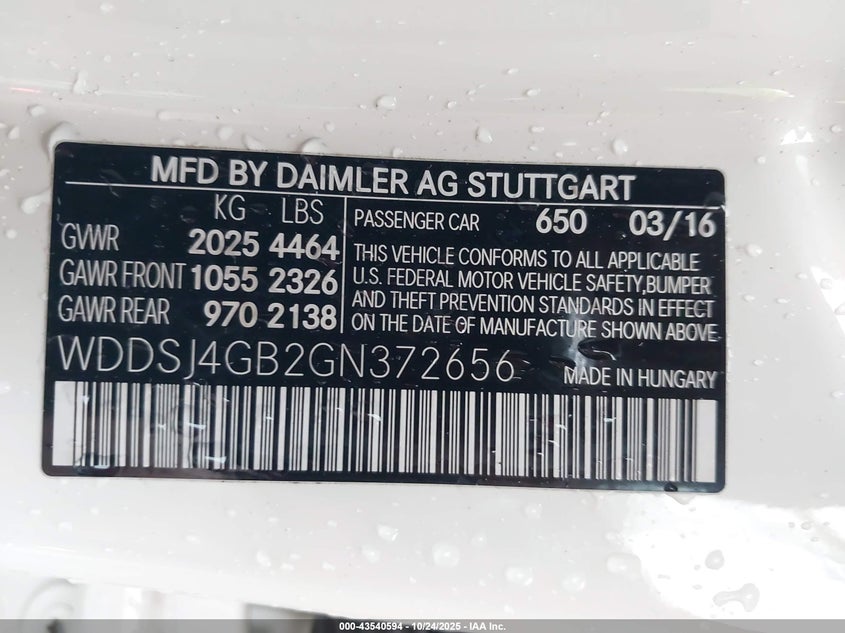 MFD BY DAIMLER AG STUTTGART
KG LBS
GVWR 2025 4464
GAWR FRONT 1055 2326
GAWR REAR 970 2138
PASSENGER CAR 650 03/16
THIS VEHICLE CONFORMS TO ALL APPLICABLE
U.S. FEDERAL MOTOR VEHICLE SAFETY,BUMPER
AND THEFT PREVENTION STANDARDS IN EFFECT
ON THE DATE OF MANUFACTURE SHOWN ABOVE.
WDDSJ4GB2GN372656
MADE IN HUNGARY
000-43540594 - 10/24/2025 - IAA Inc.